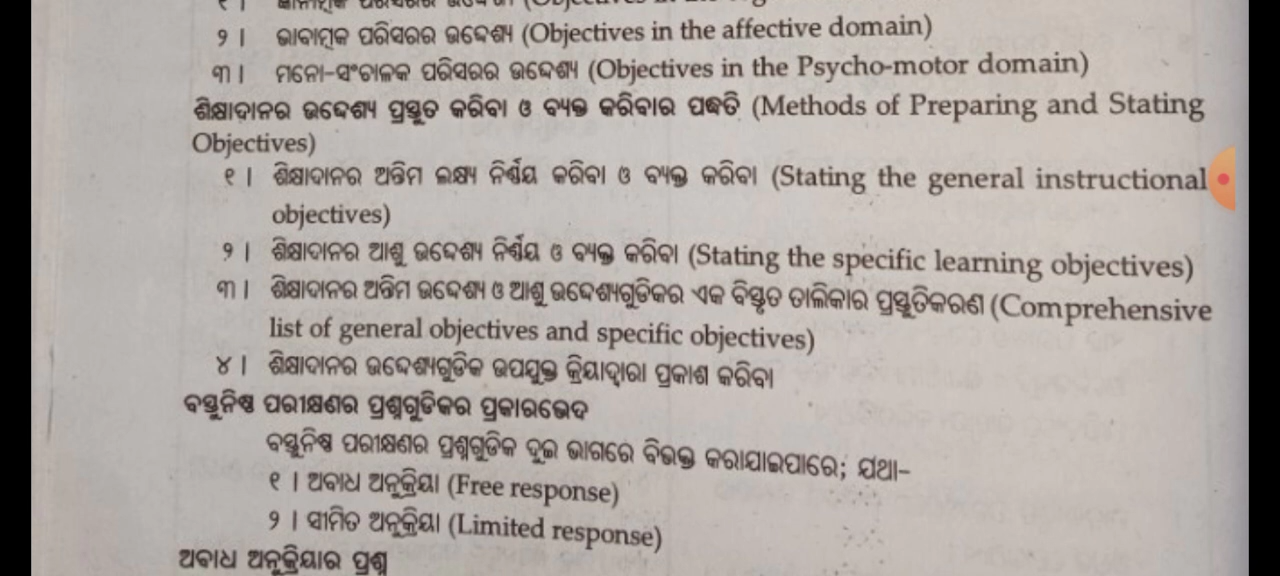 ୨ । ଭାବାତ୍ମକ ପରିସରର ଉଦ୍ଦେଶ୍ୟ (Objectives in the affective domain)
୩ । ମନୋ-ସଂଚାଳକ ପରିସରର ଉଦ୍ଦେଶ୍ୟ (Objectives in the Psycho-motor domain)
ଶିକ୍ଷାଦାନର ଉଦ୍ଦେଶ୍ୟ ପ୍ରସ୍ତୁତ କରିବା ଓ ବ୍ୟକ୍ତ କରିବାର ପଦ୍ଧତି (Methods of Preparing and Stating
Objectives)
୧ । ଶିକ୍ଷାଦାନର ଅନ୍ତିମ ଲକ୍ଷ୍ୟ ନିର୍ଣ୍ଣୟ କରିବା ଓ ବ୍ୟକ୍ତ କରିବା (Stating the general instructional
objectives)
୨ । ଶିକ୍ଷାଦାନର ଆଶୁ ଉଦ୍ଦେଶ୍ୟ ନିର୍ଣ୍ଣୟ ଓ ବ୍ୟକ୍ତ କରିବା (Stating the specific learning objectives)
୩ । ଶିକ୍ଷାଦାନର ଅନ୍ତିମ ଉଦ୍ଦେଶ୍ୟ ଓ ଆଶୁ ଉଦ୍ଦେଶ୍ୟଗୁଡିକର ଏକ ବିସ୍ତୃତ ତାଲିକାର ପ୍ରସ୍ତୁତିକରଣ (Comprehensive
list of general objectives and specific objectives)
୪ । ଶିକ୍ଷାଦାନର ଉଦ୍ଦେଶ୍ୟଗୁଡିକ ଉପଯୁକ୍ତ କ୍ରିୟାଦ୍ୱାରା ପ୍ରକାଶ କରିବା
ବସ୍ତୁନିଷ୍ଠ ପରୀକ୍ଷଣର ପ୍ରଶ୍ନଗୁଡିକର ପ୍ରକାରଭେଦ
ବସ୍ତୁନିଷ୍ଠ ପରୀକ୍ଷଣର ପ୍ରଶ୍ନଗୁଡିକ ଦୁଇ ଭାଗରେ ବିଭକ୍ତ କରାଯାଇପାରେ; ଯଥା-
୧ । ଅବାଧ ଅନୁକ୍ରିୟା (Free response)
୨ । ସୀମିତ ଅନୁକ୍ରିୟା (Limited response)
ଅବାଧ ଅନୁକ୍ରିୟାର ପ୍ରଶ୍ନ